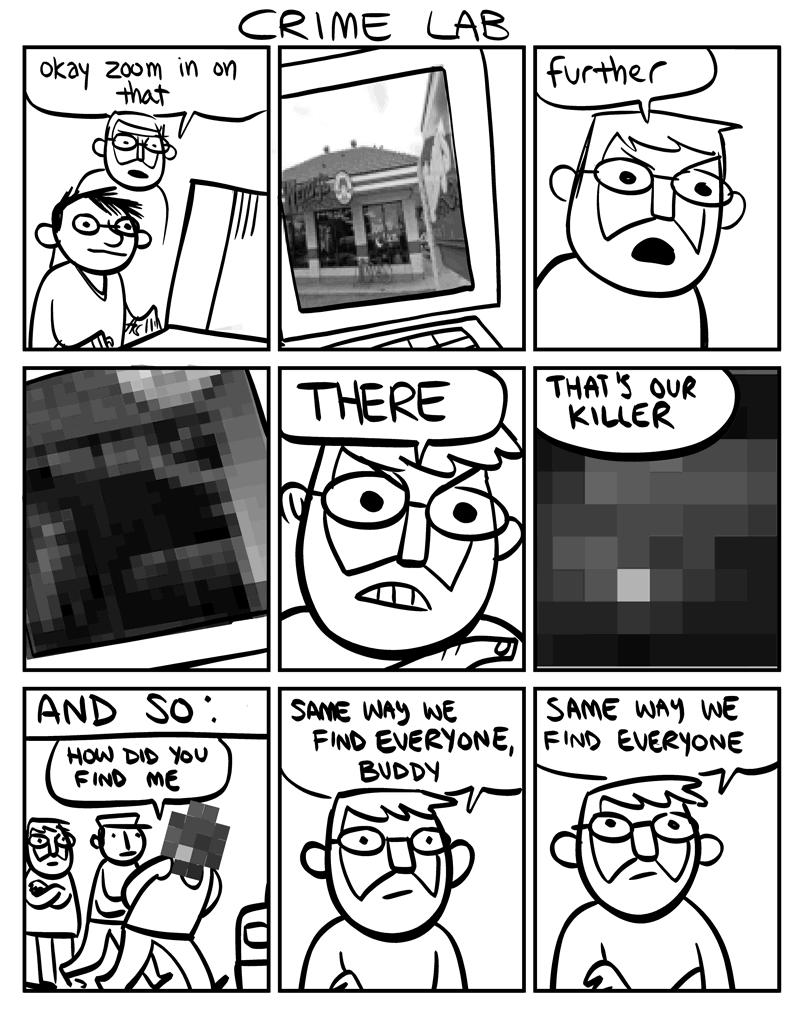 CRIME LAB
okay zoom in on
that
further
THERE
THAT'S OUR
KILLER
AND SO:
HOW DID YOU
FIND ME
SAME WAY WE
FIND EVERYONE,
BUDDY
SAME WAY WE
FIND EVERYONE